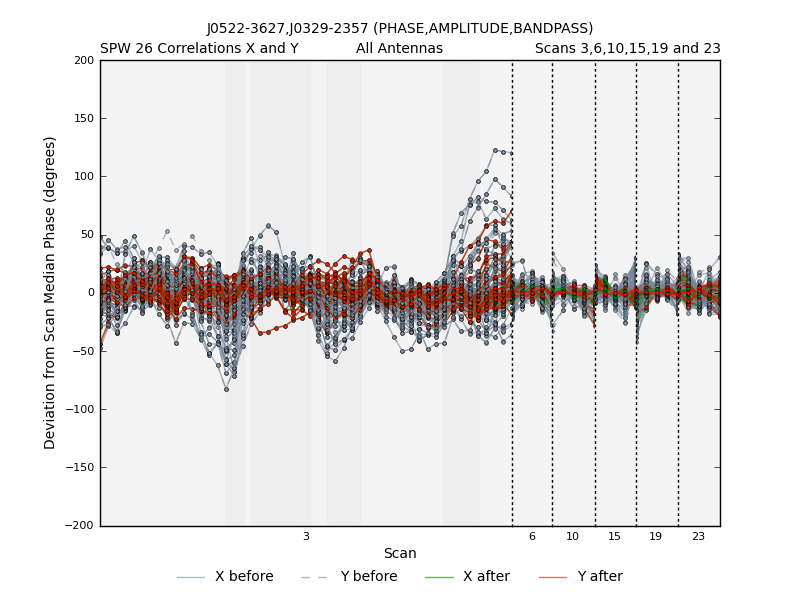 J0522-3627,J0329-2357 (PHASE,AMPLITUDE,BANDPASS)
SPW 26 Correlations X and Y All Antennas Scans 3,6,10,15,19 and 23
200
150
100
50
0
−50
−100
−150
−200
Deviation from Scan Median Phase (degrees)
3 6 10 15 19 23
Scan
X before Y before X after Y after